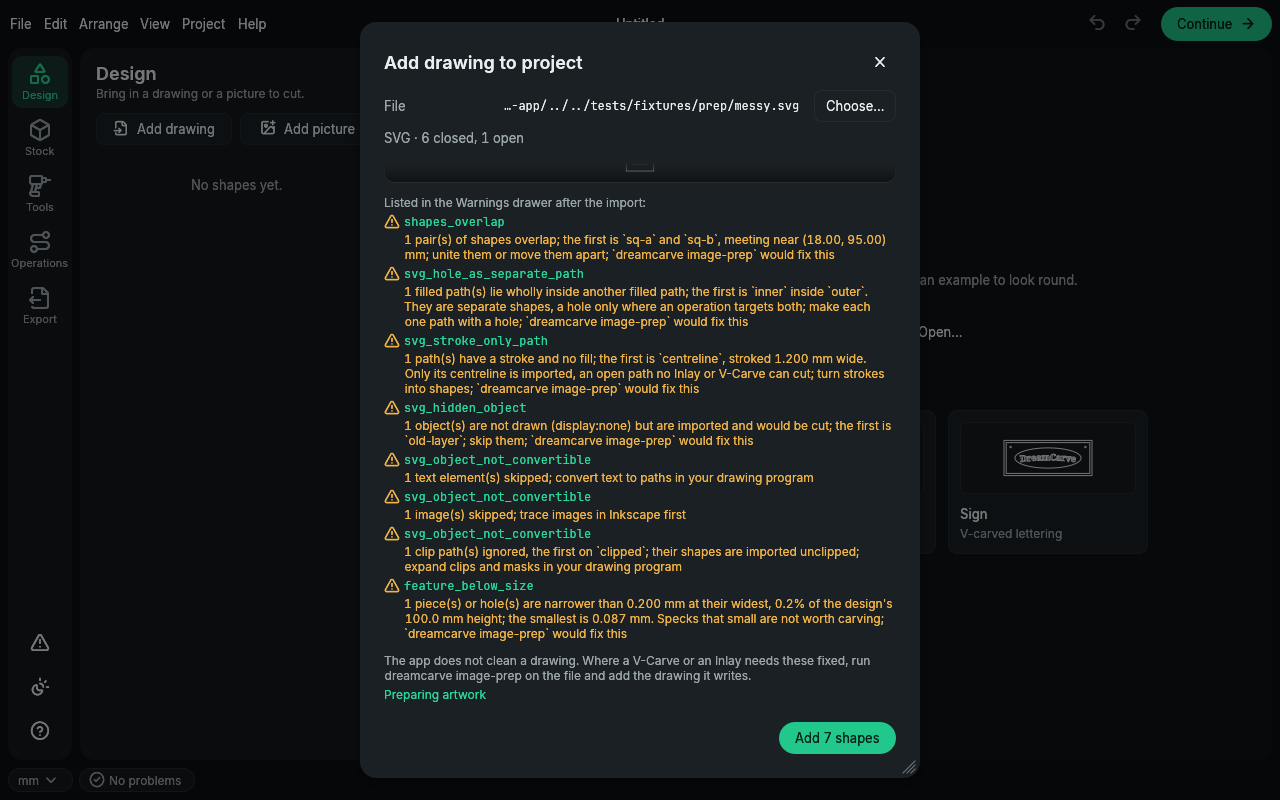 File Edit Arrange View Project Help
Continue
Add drawing to project
Design
Bring in a drawing or a picture to cut.
Add drawing
Add picture
No shapes yet.
Design
Stock
Tools
Operations
Export
File
…-app/../../tests/fixtures/prep/messy.svg
Choose...
SVG · 6 closed, 1 open
Listed in the Warnings drawer after the import:
shapes_overlap
1 pair(s) of shapes overlap; the first is `sq-a` and `sq-b`, meeting near (18.00, 95.00)
mm; unite them or move them apart; `dreamcarve image-prep` would fix this
svg_hole_as_separate_path
1 filled path(s) lie wholly inside another filled path; the first is `inner` inside `outer`.
They are separate shapes, a hole only where an operation targets both; make each
one path with a hole; `dreamcarve image-prep` would fix this
svg_stroke_only_path
1 path(s) have a stroke and no fill; the first is `centreline`, stroked 1.200 mm wide.
Only its centreline is imported, an open path no Inlay or V-Carve can cut; turn strokes
into shapes; `dreamcarve image-prep` would fix this
svg_hidden_object
1 object(s) are not drawn (display:none) but are imported and would be cut; the first is
`old-layer`; skip them; `dreamcarve image-prep` would fix this
svg_object_not_convertible
1 text element(s) skipped; convert text to paths in your drawing program
svg_object_not_convertible
1 image(s) skipped; trace images in Inkscape first
svg_object_not_convertible
1 clip path(s) ignored, the first on `clipped`; their shapes are imported unclipped;
expand clips and masks in your drawing program
feature_below_size
1 piece(s) or hole(s) are narrower than 0.200 mm at their widest, 0.2% of the design's
100.0 mm height; the smallest is 0.087 mm. Specks that small are not worth carving;
`dreamcarve image-prep` would fix this
The app does not clean a drawing. Where a V-Carve or an Inlay needs these fixed, run
dreamcarve image-prep on the file and add the drawing it writes.
Preparing artwork
Add 7 shapes
an example to look round.
Open...
DreamCarve
Sign
V-carved lettering
mm
No problems